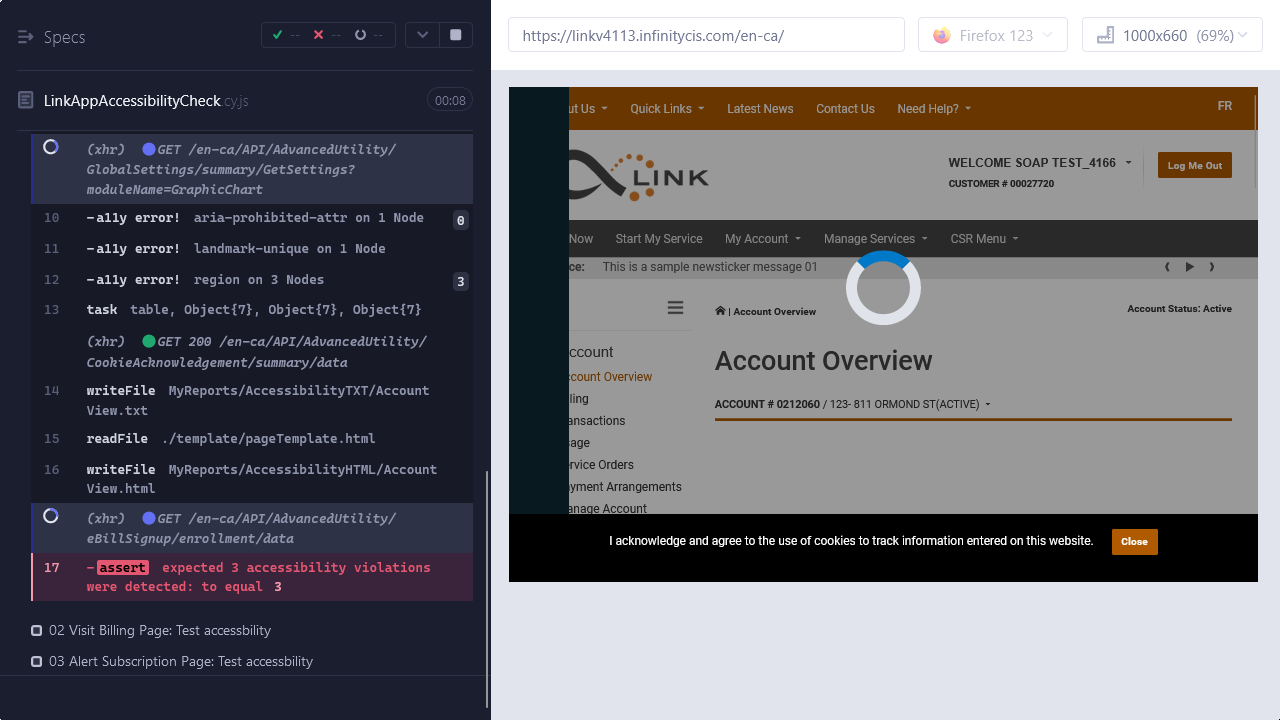 Specs
--
--
--
LinkAppAccessibilityCheck.cy.js
00:08
(xhr) GET /en-ca/API/AdvancedUtility/
GlobalSettings/summary/GetSettings?
moduleName=GraphicChart
10 -a11y error! aria-prohibited-attr on 1 Node 0
11 -a11y error! landmark-unique on 1 Node
12 -a11y error! region on 3 Nodes 3
13 task table, Object{7}, Object{7}, Object{7}
(xhr) GET 200 /en-ca/API/AdvancedUtility/
CookieAcknowledgement/summary/data
14 writeFile MyReports/AccessibilityTXT/Account
View.txt
15 readFile ./template/pageTemplate.html
16 writeFile MyReports/AccessibilityHTML/Account
View.html
(xhr) GET /en-ca/API/AdvancedUtility/
eBillSignup/enrollment/data
17 -assert expected 3 accessibility violations
were detected: to equal 3
02 Visit Billing Page: Test accessbility
03 Alert Subscription Page: Test accessbility
https://linkv4113.infinitycis.com/en-ca/
Firefox 123
1000x660 (69%)
ut Us Quick Links Latest News Contact Us Need Help? FR
LINK
WELCOME SOAP TEST_4166
CUSTOMER # 00027720
Log Me Out
Now Start My Service My Account Manage Services CSR Menu
ce: This is a sample newsticker message 01
| Account Overview
Account Status: Active
ccount
ccount Overview
lling
ansactions
sage
ervice Orders
yment Arrangements
anage Account
Account Overview
ACCOUNT # 0212060 / 123- 811 ORMOND ST(ACTIVE)
I acknowledge and agree to the use of cookies to track information entered on this website.
Close